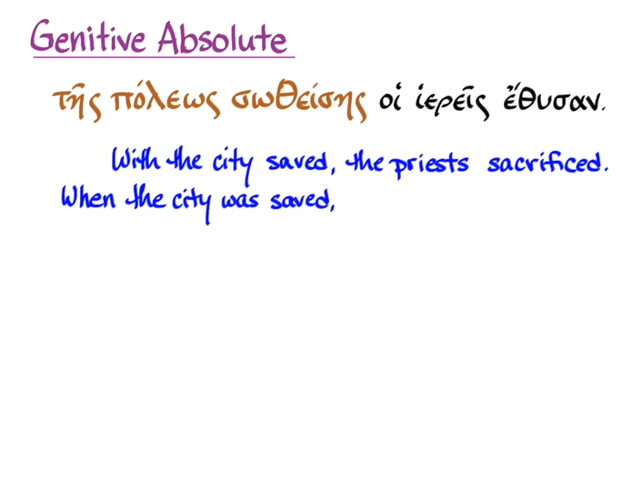 Genitive Absolute
τῆς πόλεως σωθείσης οἱ ἱερεῖς ἔθυσαν.
With the city saved, the priests sacrificed.
When the city was saved,